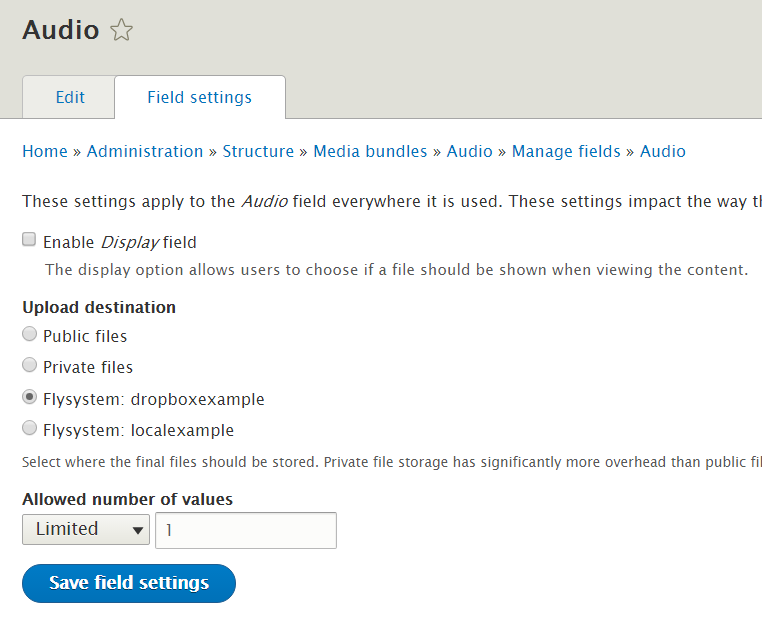 Audio
Edit
Field settings
Home » Administration » Structure » Media bundles » Audio » Manage fields » Audio
These settings apply to the Audio field everywhere it is used. These settings impact the way
Enable Display field
The display option allows users to choose if a file should be shown when viewing the content.
Upload destination
Public files
Private files
Flysystem: dropboxexample
Flysystem: localexample
Select where the final files should be stored. Private file storage has significantly more overhead than public
Allowed number of values
Limited
1
Save field settings